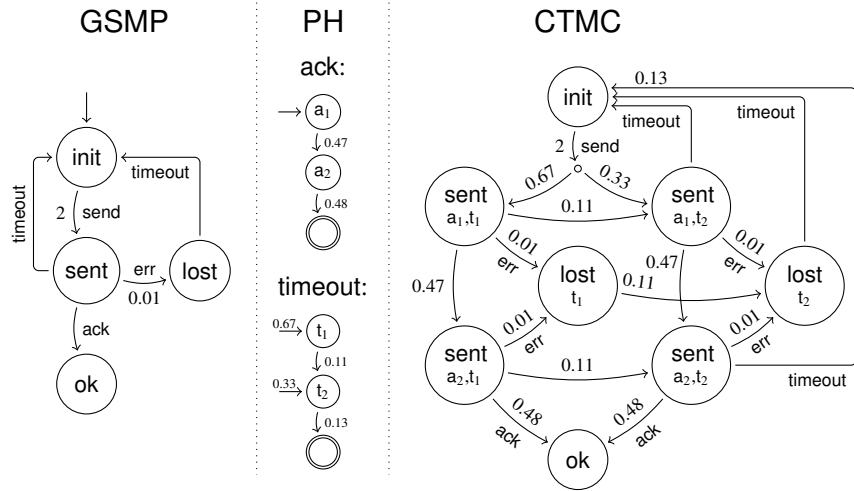 GSMP
init
2 send
sent
err
0.01
lost
timeout
timeout
ack
ok
PH
ack:
a1
0.47
a2
0.48
timeout:
0.67
t1
0.11
0.33
t2
0.13
CTMC
init
0.13
timeout
timeout
2 send
0.67
0.33
sent
a1,t1
0.11
sent
a1,t2
0.01
err
0.01
err
0.47
0.47
lost
t1
0.11
lost
t2
0.01
err
0.01
err
sent
a2,t1
0.11
sent
a2,t2
timeout
0.48
ack
0.48
ack
ok